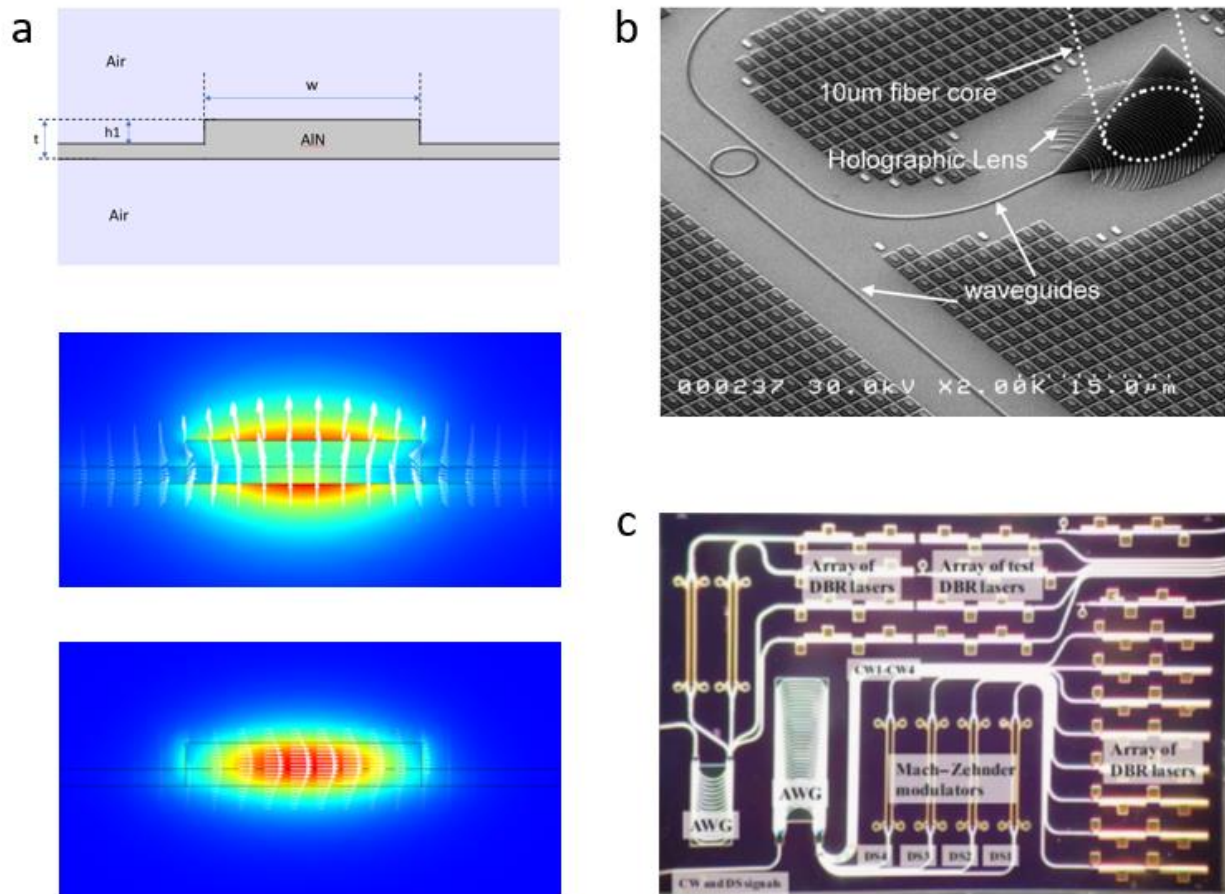 a
Air
w
h1
t
AlN
Air
b
10um fiber core
Holographic Lens
waveguides
000237 30.0kV X2.00K 15.0μm
c
Array of
DBR lasers
Array of test
DBR lasers
CW1-CW4
Mach–Zehnder
modulators
Array of
DBR lasers
AWG
AWG
DS4
DS3
DS2
DS1
CW and DS signals